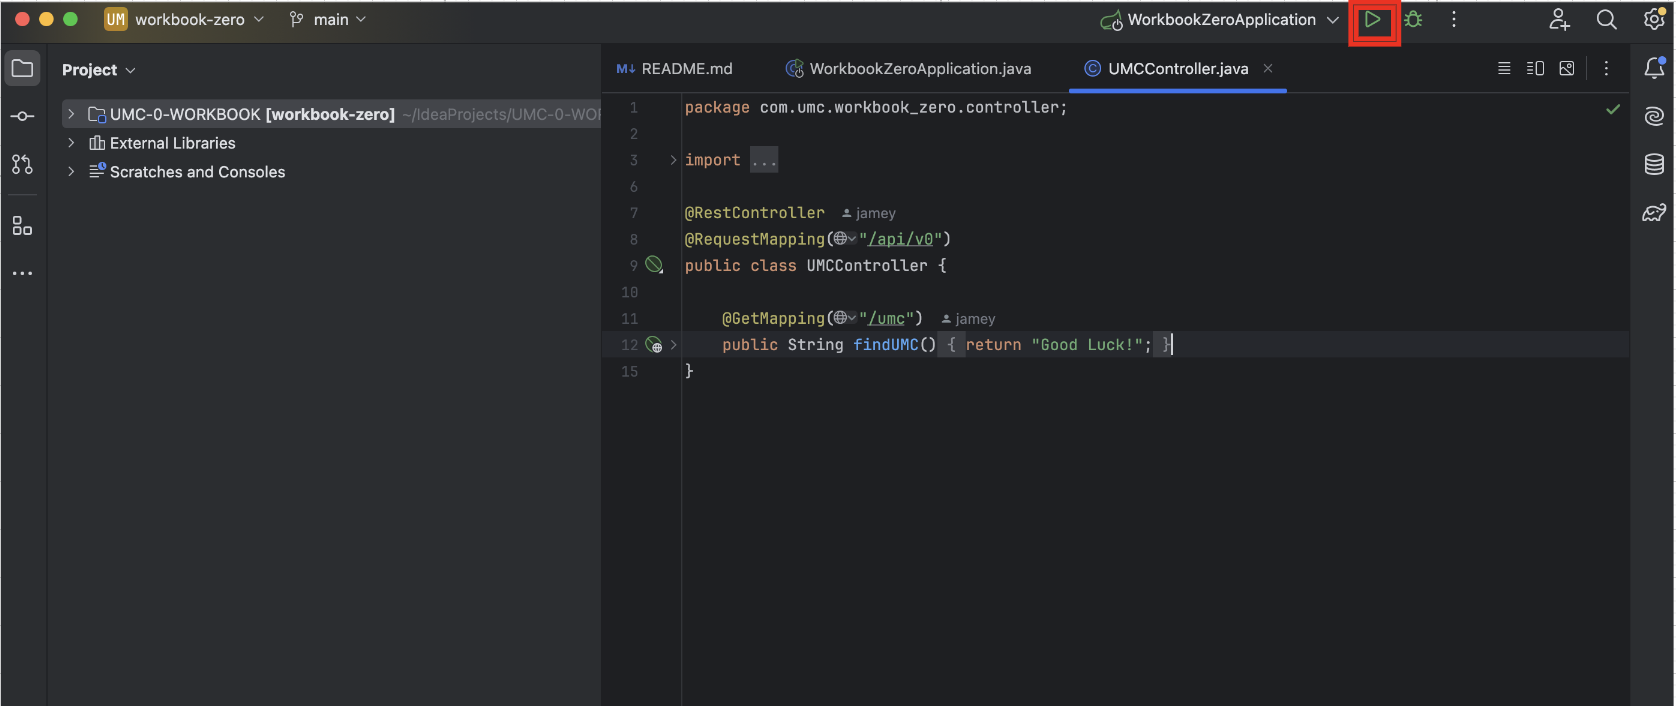 UM workbook-zero main WorkbookZeroApplication
Project
UMC-0-WORKBOOK [workbook-zero] ~/IdeaProjects/UMC-0-WO
External Libraries
Scratches and Consoles
M↓ README.md WorkbookZeroApplication.java UMCController.java
1 package com.umc.workbook_zero.controller;
2
3 import ...
6
7 @RestController jamey
8 @RequestMapping("/api/v0")
9 public class UMCController {
10
11 @GetMapping("/umc") jamey
12 public String findUMC() { return "Good Luck!"; }
15 }